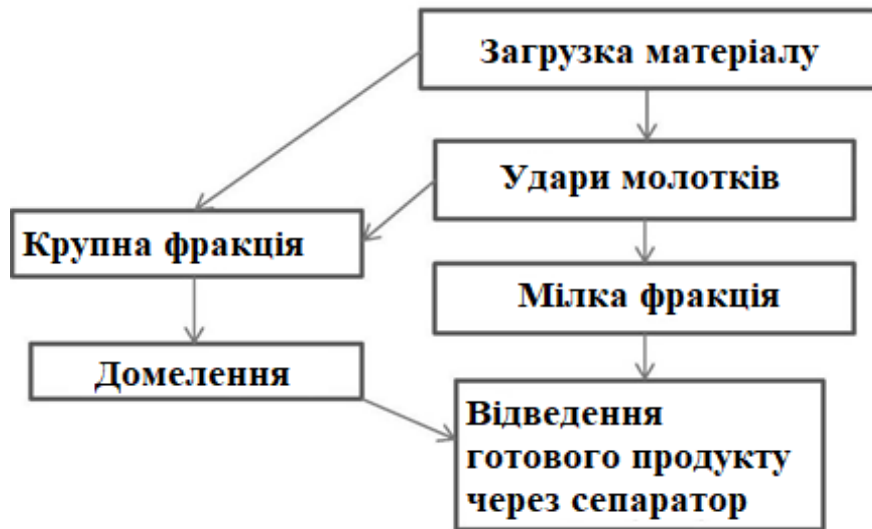 Загрузка матеріалу
Удари молотків
Крупна фракція
Мілка фракція
Домелення
Відведення
готового продукту
через сепаратор